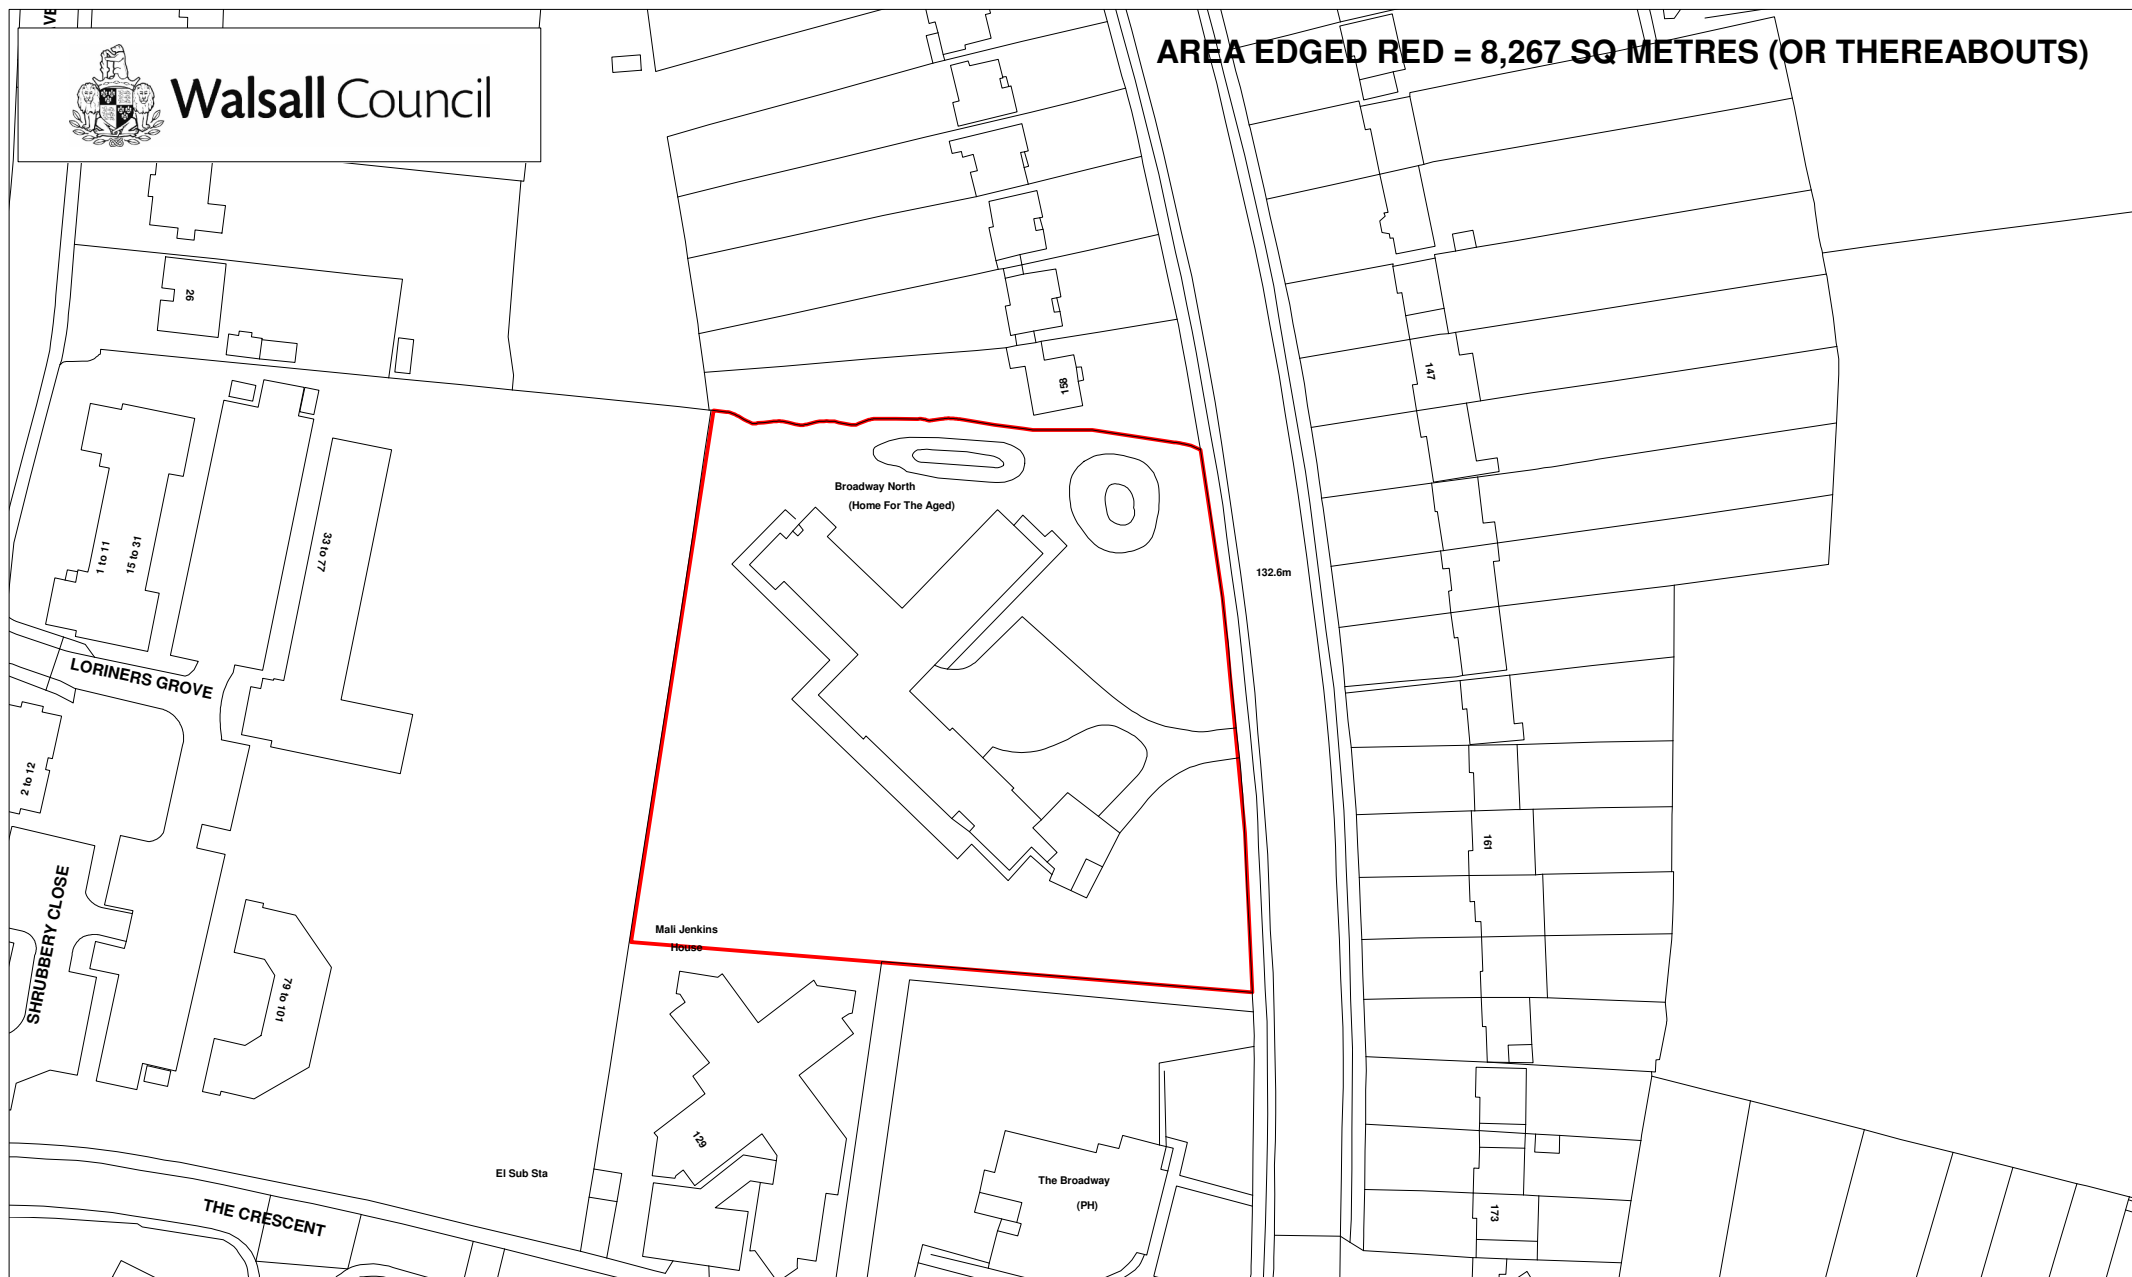 VE
Walsall Council
AREA EDGED RED = 8,267 SQ METRES (OR THEREABOUTS)
26
158
147
Broadway North
(Home For The Aged)
1 to 11
15 to 31
33 to 77
132.6m
LORINERS GROVE
2 to 12
161
SHRUBBERY CLOSE
Mali Jenkins
House
79 to 101
129
El Sub Sta
The Broadway
(PH)
THE CRESCENT
173